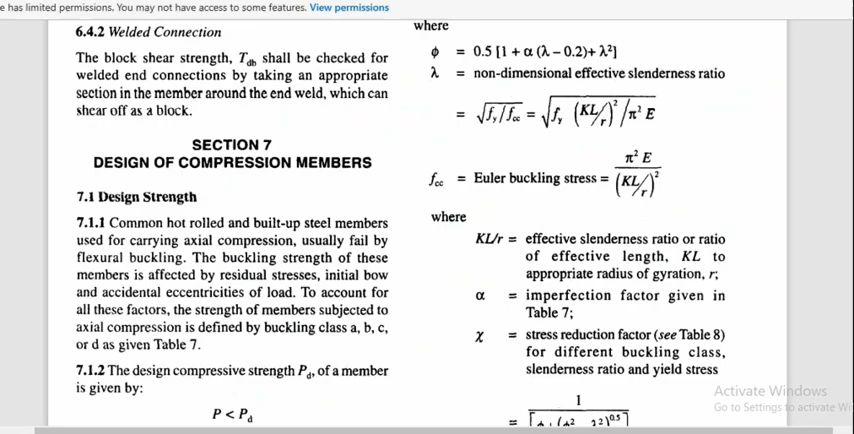 e has limited permissions. You may not have access to some features. View permissions
6.4.2 Welded Connection
The block shear strength, T_db shall be checked for
welded end connections by taking an appropriate
section in the member around the end weld, which can
shear off as a block.
SECTION 7
DESIGN OF COMPRESSION MEMBERS
7.1 Design Strength
7.1.1 Common hot rolled and built-up steel members
used for carrying axial compression, usually fail by
flexural buckling. The buckling strength of these
members is affected by residual stresses, initial bow
and accidental eccentricities of load. To account for
all these factors, the strength of members subjected to
axial compression is defined by buckling class a, b, c,
or d as given Table 7.
7.1.2 The design compressive strength P_d, of a member
is given by:
P < P_d
where
ϕ = 0.5 [1 + α (λ – 0.2)+ λ²]
λ = non-dimensional effective slenderness ratio
= √(f_y/f_cc) = √(f_y (KL/r)²/π² E)
f_cc = Euler buckling stress = π² E/(KL/r)²
where
KL/r = effective slenderness ratio or ratio
of effective length, KL to
appropriate radius of gyration, r;
α = imperfection factor given in
Table 7;
χ = stress reduction factor (see Table 8)
for different buckling class,
slenderness ratio and yield stress
= 1
Activate Windows
Go to Settings to activate Wi